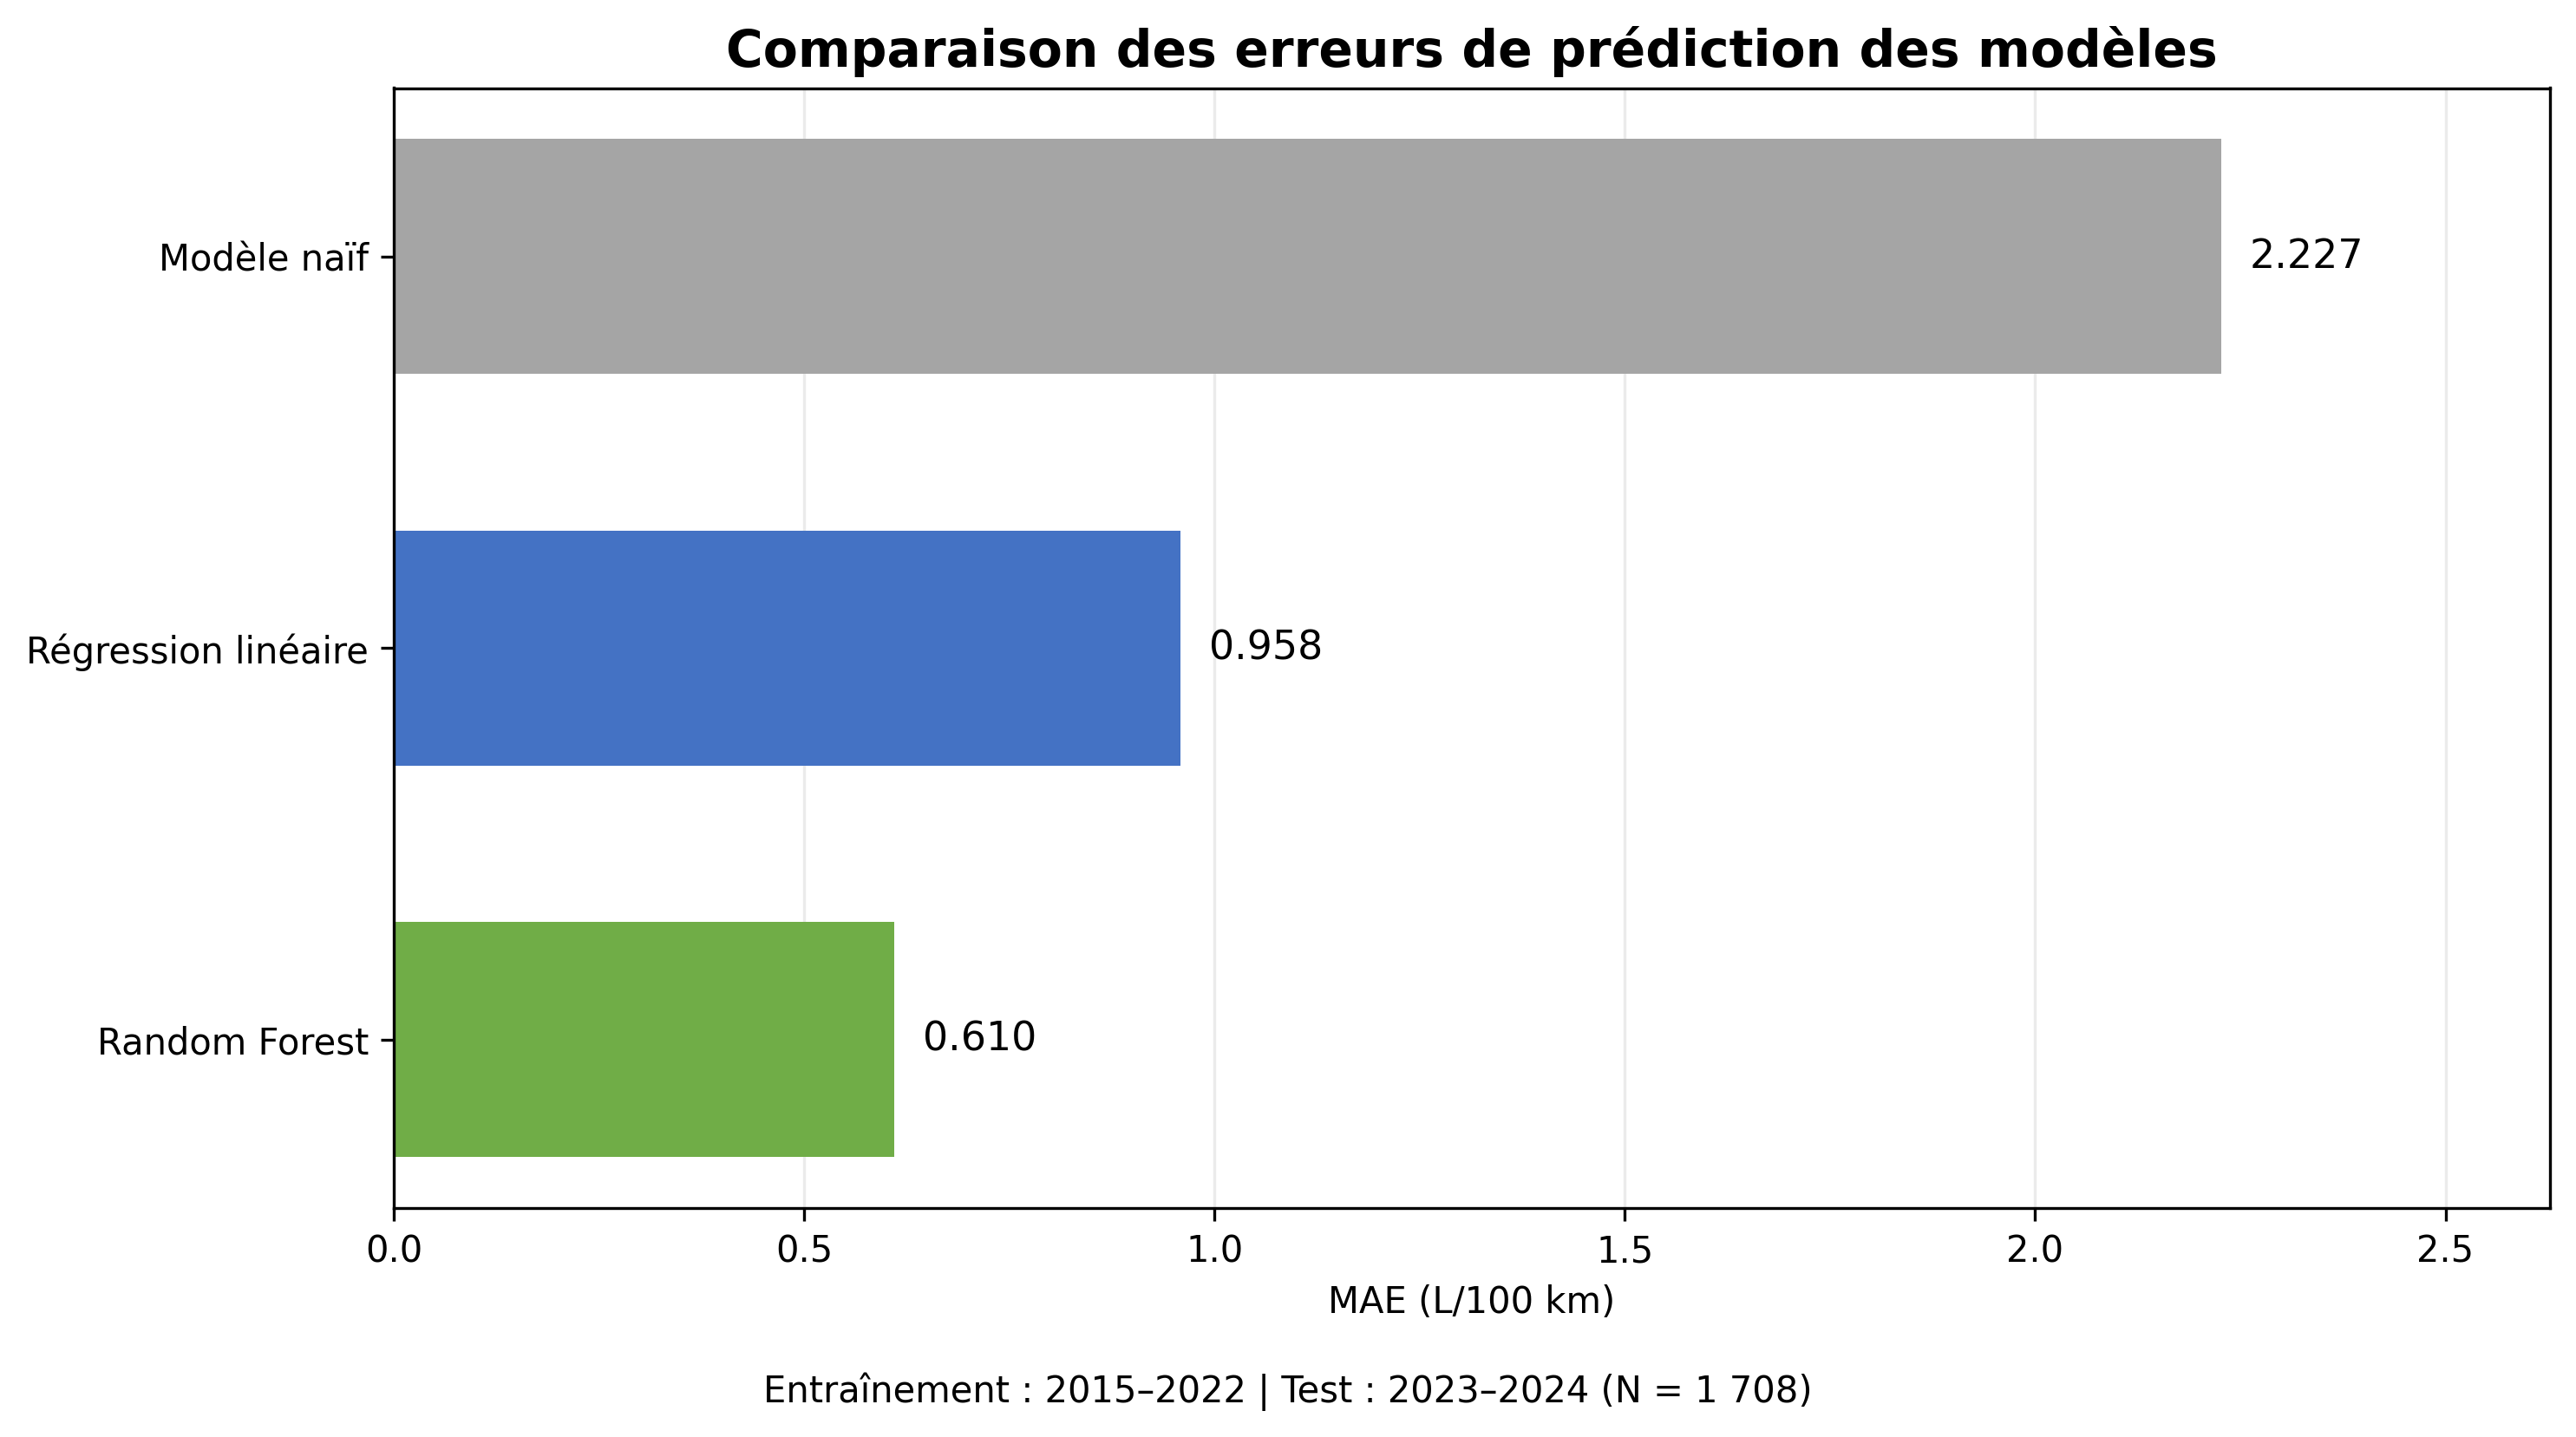 Comparaison des erreurs de prédiction des modèles
Modèle naïf
2.227
Régression linéaire
0.958
Random Forest
0.610
0.0 0.5 1.0 1.5 2.0 2.5
MAE (L/100 km)
Entraînement : 2015–2022 | Test : 2023–2024 (N = 1 708)